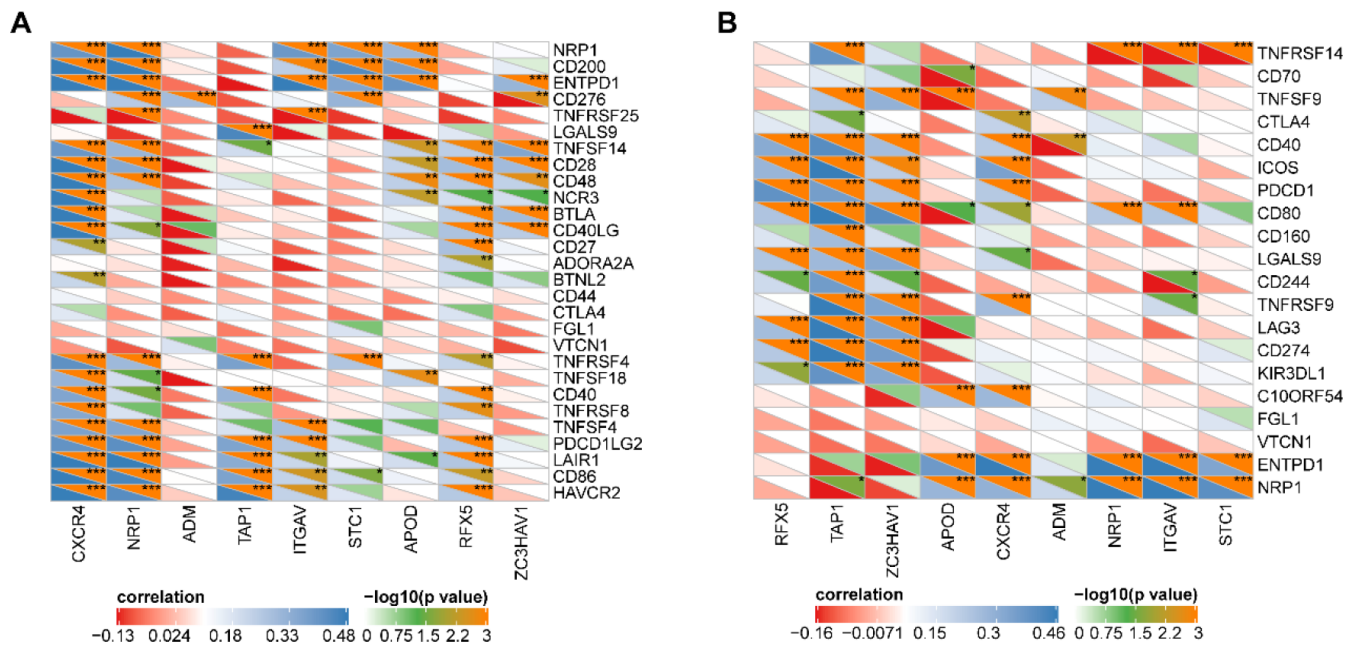 A
NRP1
CD200
ENTPD1
CD276
TNFRSF25
LGALS9
TNFSF14
CD28
CD48
NCR3
BTLA
CD40LG
CD27
ADORA2A
BTNL2
CD44
CTLA4
FGL1
VTCN1
TNFRSF4
TNFSF18
CD40
TNFRSF8
TNFSF4
PDCD1LG2
LAIR1
CD86
HAVCR2
CXCR4
NRP1
ADM
TAP1
ITGAV
STC1
APOD
RFX5
ZC3HAV1
correlation
−0.13 0.024 0.18 0.33 0.48
−log10(p value)
0 0.75 1.5 2.2 3
B
TNFRSF14
CD70
TNFSF9
CTLA4
CD40
ICOS
PDCD1
CD80
CD160
LGALS9
CD244
TNFRSF9
LAG3
CD274
KIR3DL1
C10ORF54
FGL1
VTCN1
ENTPD1
NRP1
RFX5
TAP1
ZC3HAV1
APOD
CXCR4
ADM
NRP1
ITGAV
STC1
correlation
−0.16 −0.0071 0.15 0.3 0.46
−log10(p value)
0 0.75 1.5 2.2 3